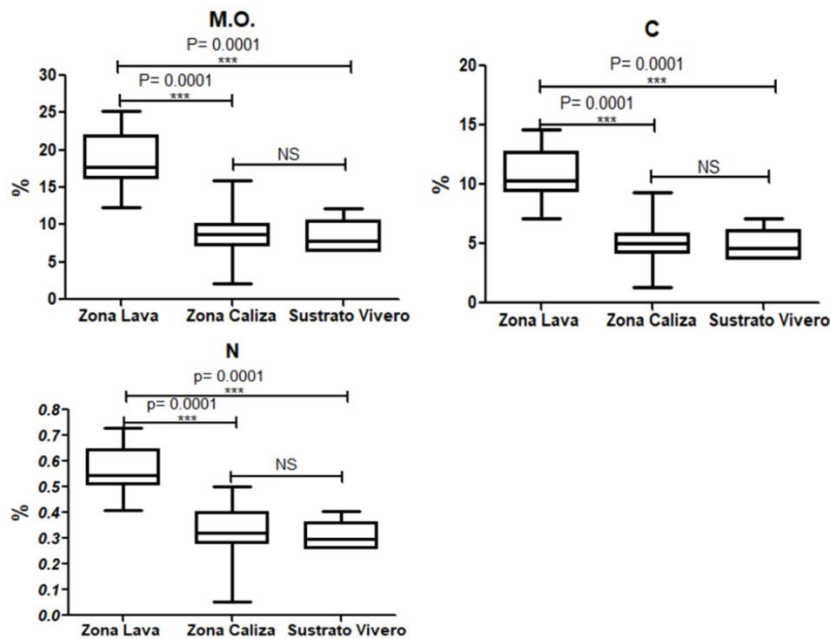 M.O.
P= 0.0001
***
P= 0.0001
***
NS
30
25
20
15
10
5
0
%
Zona Lava Zona Caliza Sustrato Vivero
C
P= 0.0001
***
P= 0.0001
***
NS
20
15
10
5
0
%
Zona Lava Zona Caliza Sustrato Vivero
N
p= 0.0001
***
p= 0.0001
***
NS
0.8
0.7
0.6
0.5
0.4
0.3
0.2
0.1
0.0
%
Zona Lava Zona Caliza Sustrato Vivero